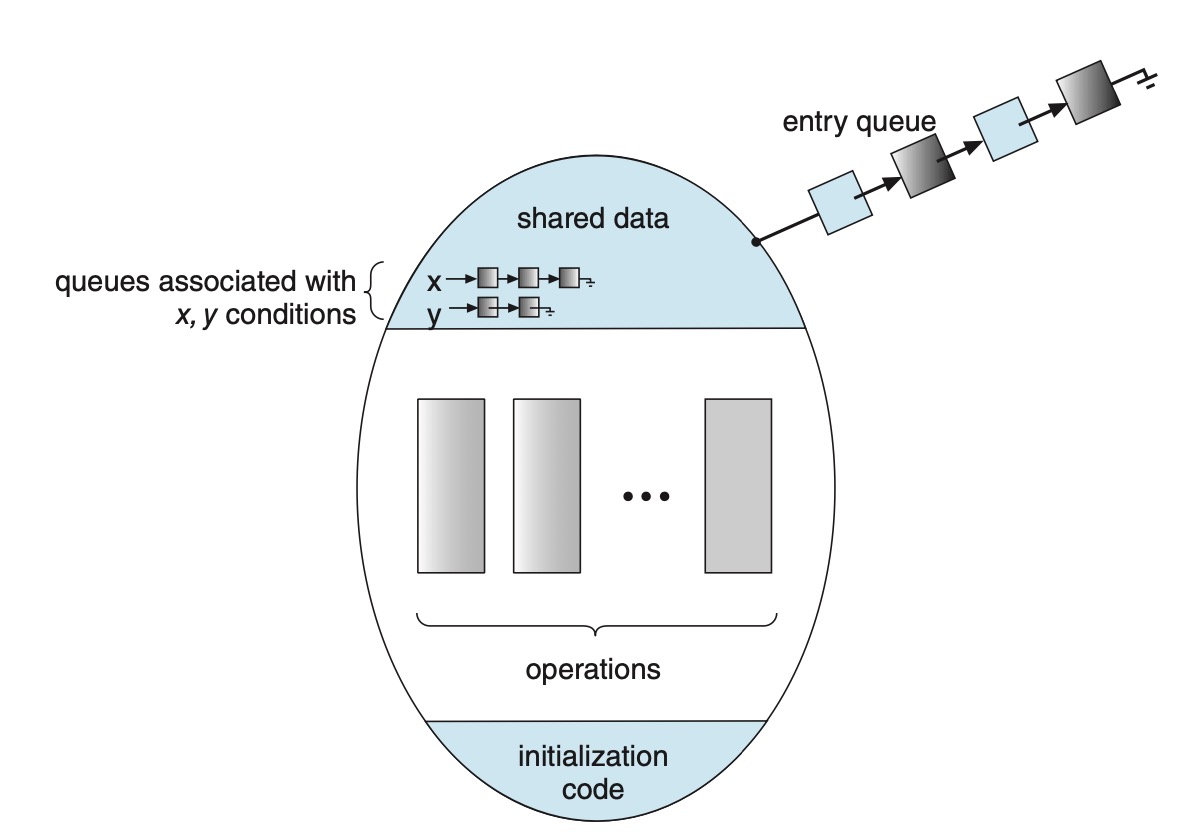 entry queue
shared data
queues associated with
x, y conditions
x
y
...
operations
initialization
code